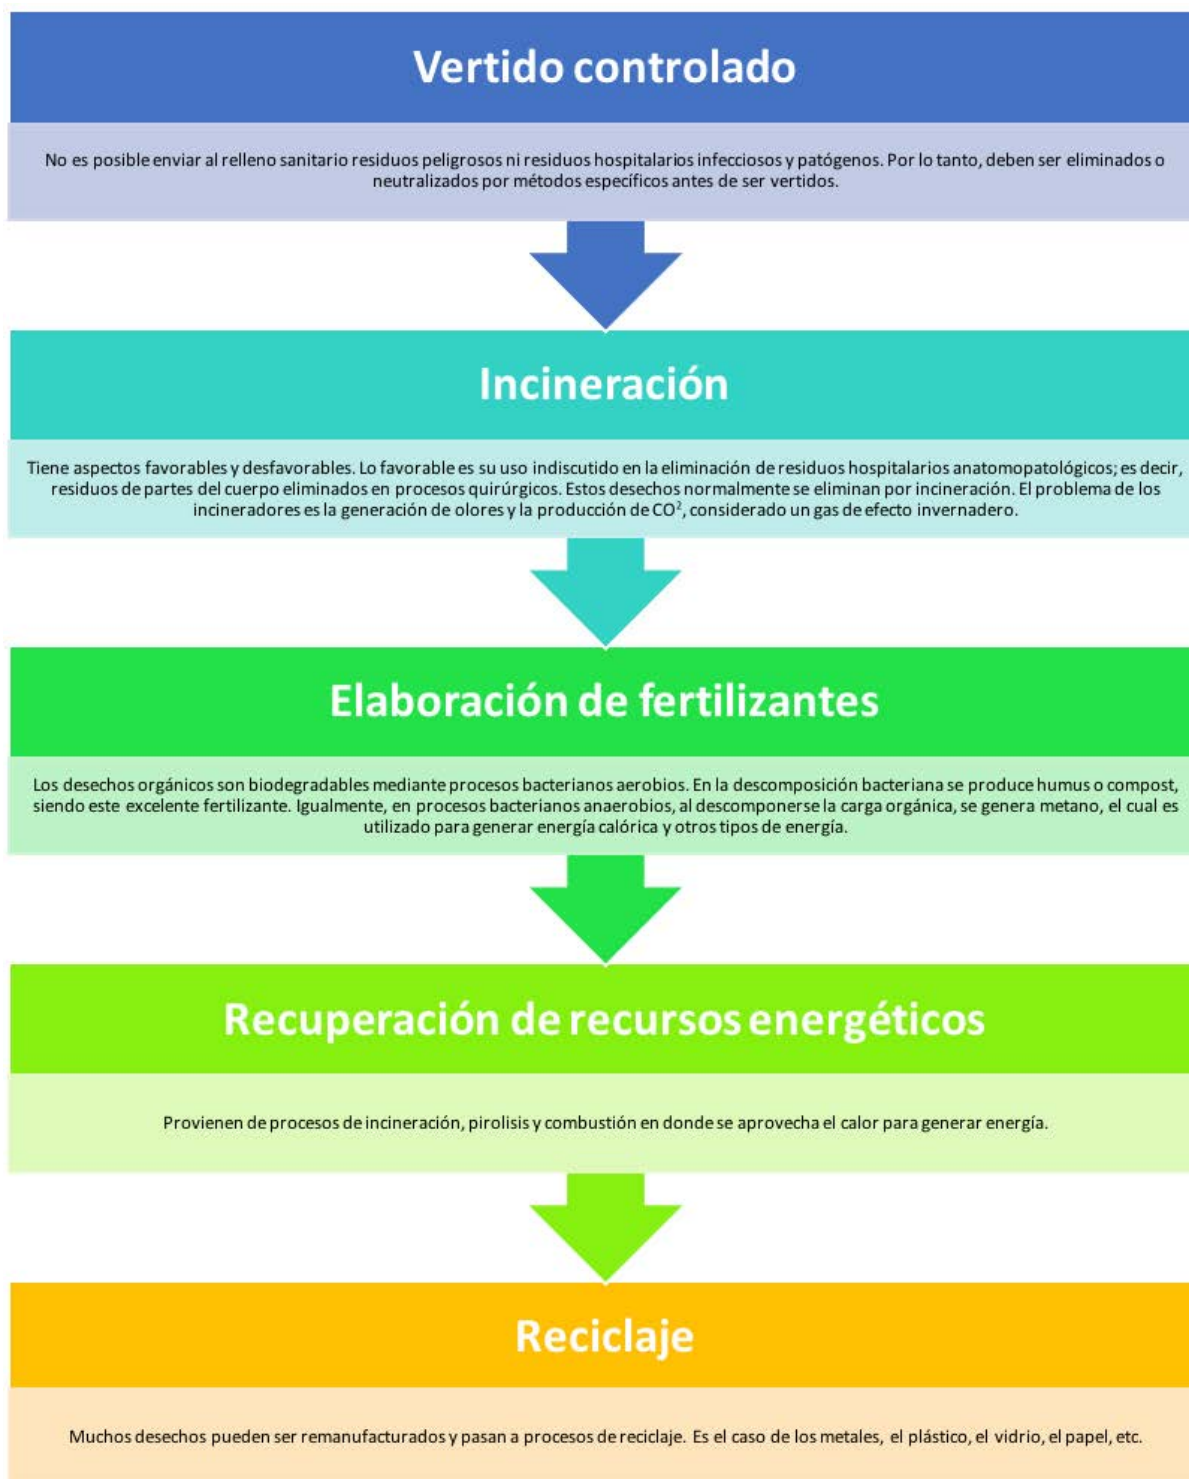 Vertido controlado
No es posible enviar al relleno sanitario residuos peligrosos ni residuos hospitalarios infecciosos y patógenos. Por lo tanto, deben ser eliminados o
neutralizados por métodos específicos antes de ser vertidos.
Incineración
Tiene aspectos favorables y desfavorables. Lo favorable es su uso indiscutido en la eliminación de residuos hospitalarios anatomopatológicos; es decir,
residuos de partes del cuerpo eliminados en procesos quirúrgicos. Estos desechos normalmente se eliminan por incineración. El problema de los
incineradores es la generación de olores y la producción de CO², considerado un gas de efecto invernadero.
Elaboración de fertilizantes
Los desechos orgánicos son biodegradables mediante procesos bacterianos aerobios. En la descomposición bacteriana se produce humus o compost,
siendo este excelente fertilizante. Igualmente, en procesos bacterianos anaerobios, al descomponerse la carga orgánica, se genera metano, el cual es
utilizado para generar energía calórica y otros tipos de energía.
Recuperación de recursos energéticos
Provienen de procesos de incineración, pirolisis y combustión en donde se aprovecha el calor para generar energía.
Reciclaje
Muchos desechos pueden ser remanufacturados y pasan a procesos de reciclaje. Es el caso de los metales, el plástico, el vidrio, el papel, etc.